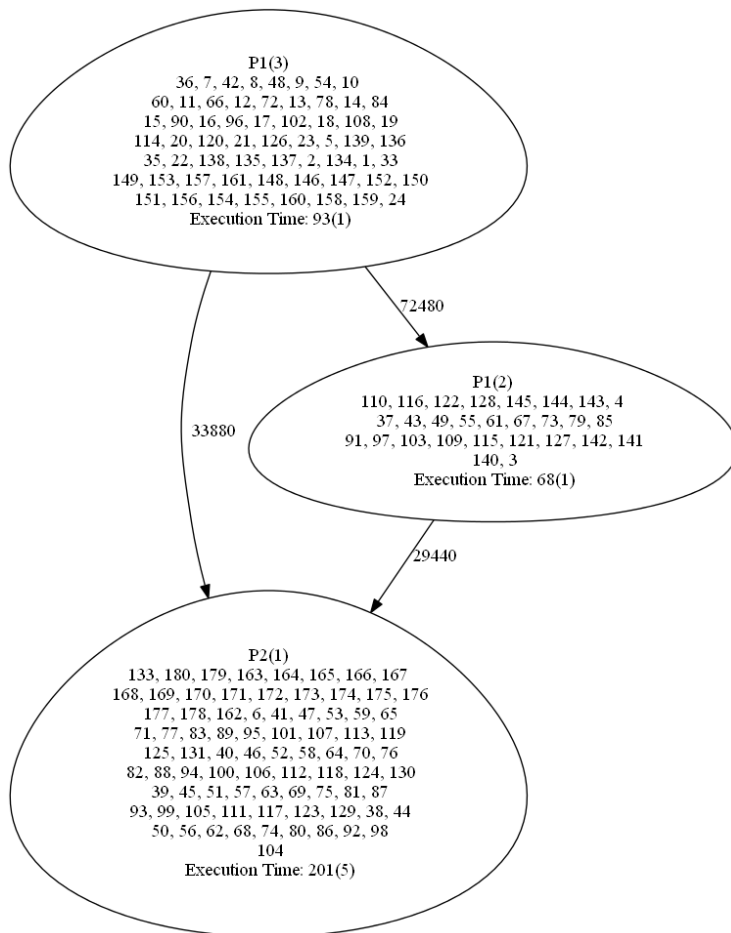 P1(3)
36, 7, 42, 8, 48, 9, 54, 10
60, 11, 66, 12, 72, 13, 78, 14, 84
15, 90, 16, 96, 17, 102, 18, 108, 19
114, 20, 120, 21, 126, 23, 5, 139, 136
35, 22, 138, 135, 137, 2, 134, 1, 33
149, 153, 157, 161, 148, 146, 147, 152, 150
151, 156, 154, 155, 160, 158, 159, 24
Execution Time: 93(1)
72480
P1(2)
110, 116, 122, 128, 145, 144, 143, 4
37, 43, 49, 55, 61, 67, 73, 79, 85
91, 97, 103, 109, 115, 121, 127, 142, 141
140, 3
Execution Time: 68(1)
33880
29440
P2(1)
133, 180, 179, 163, 164, 165, 166, 167
168, 169, 170, 171, 172, 173, 174, 175, 176
177, 178, 162, 6, 41, 47, 53, 59, 65
71, 77, 83, 89, 95, 101, 107, 113, 119
125, 131, 40, 46, 52, 58, 64, 70, 76
82, 88, 94, 100, 106, 112, 118, 124, 130
39, 45, 51, 57, 63, 69, 75, 81, 87
93, 99, 105, 111, 117, 123, 129, 38, 44
50, 56, 62, 68, 74, 80, 86, 92, 98
104
Execution Time: 201(5)